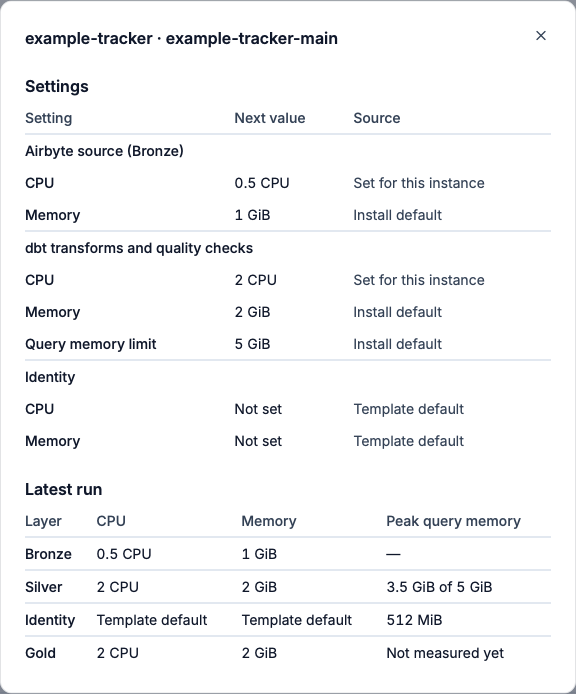 example-tracker · example-tracker-main
Settings
Setting Next value Source
Airbyte source (Bronze)
CPU 0.5 CPU Set for this instance
Memory 1 GiB Install default
dbt transforms and quality checks
CPU 2 CPU Set for this instance
Memory 2 GiB Install default
Query memory limit 5 GiB Install default
Identity
CPU Not set Template default
Memory Not set Template default
Latest run
Layer CPU Memory Peak query memory
Bronze 0.5 CPU 1 GiB —
Silver 2 CPU 2 GiB 3.5 GiB of 5 GiB
Identity Template default Template default 512 MiB
Gold 2 CPU 2 GiB Not measured yet